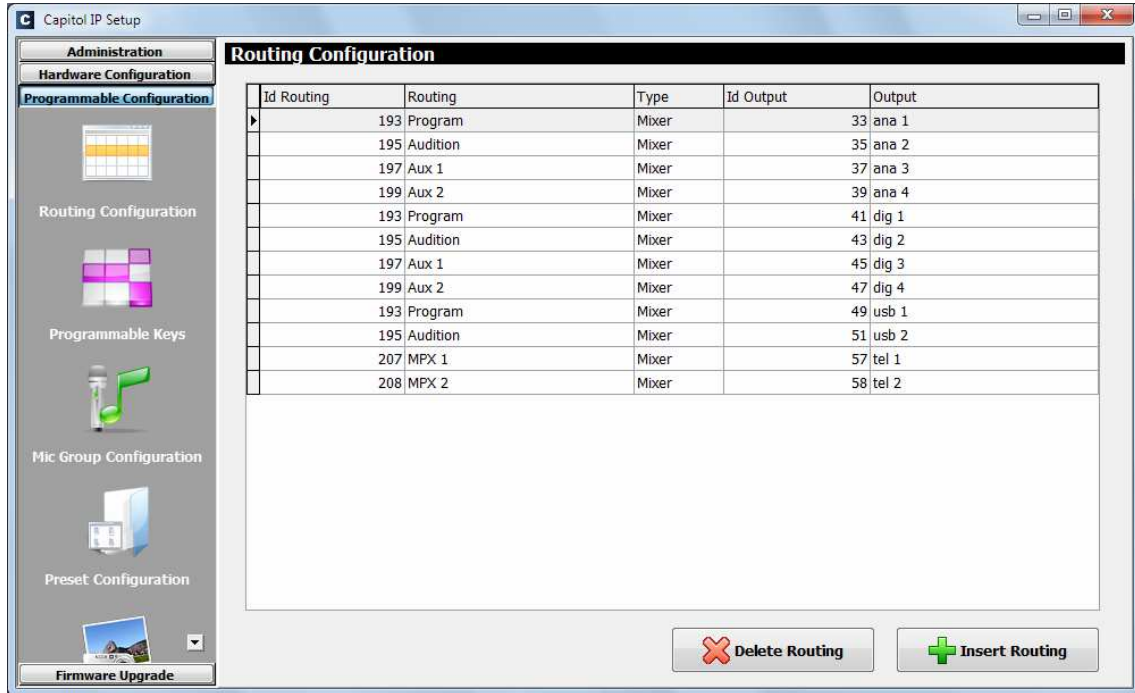 C Capitol IP Setup
Administration
Hardware Configuration
Programmable Configuration
Routing Configuration
Programmable Keys
Mic Group Configuration
Preset Configuration
Firmware Upgrade
Routing Configuration
Id Routing Routing Type Id Output Output
193 Program Mixer 33 ana 1
195 Audition Mixer 35 ana 2
197 Aux 1 Mixer 37 ana 3
199 Aux 2 Mixer 39 ana 4
193 Program Mixer 41 dig 1
195 Audition Mixer 43 dig 2
197 Aux 1 Mixer 45 dig 3
199 Aux 2 Mixer 47 dig 4
193 Program Mixer 49 usb 1
195 Audition Mixer 51 usb 2
207 MPX 1 Mixer 57 tel 1
208 MPX 2 Mixer 58 tel 2
Delete Routing Insert Routing